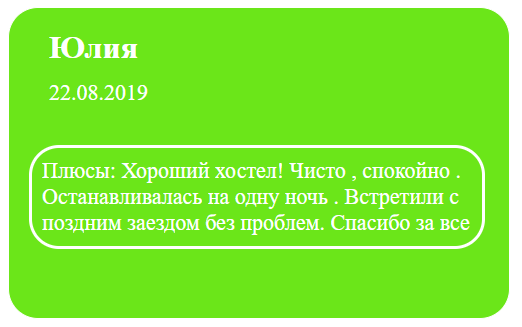 Юлия
22.08.2019
Плюсы: Хороший хостел! Чисто , спокойно .
Останавливалась на одну ночь . Встретили с
поздним заездом без проблем. Спасибо за все